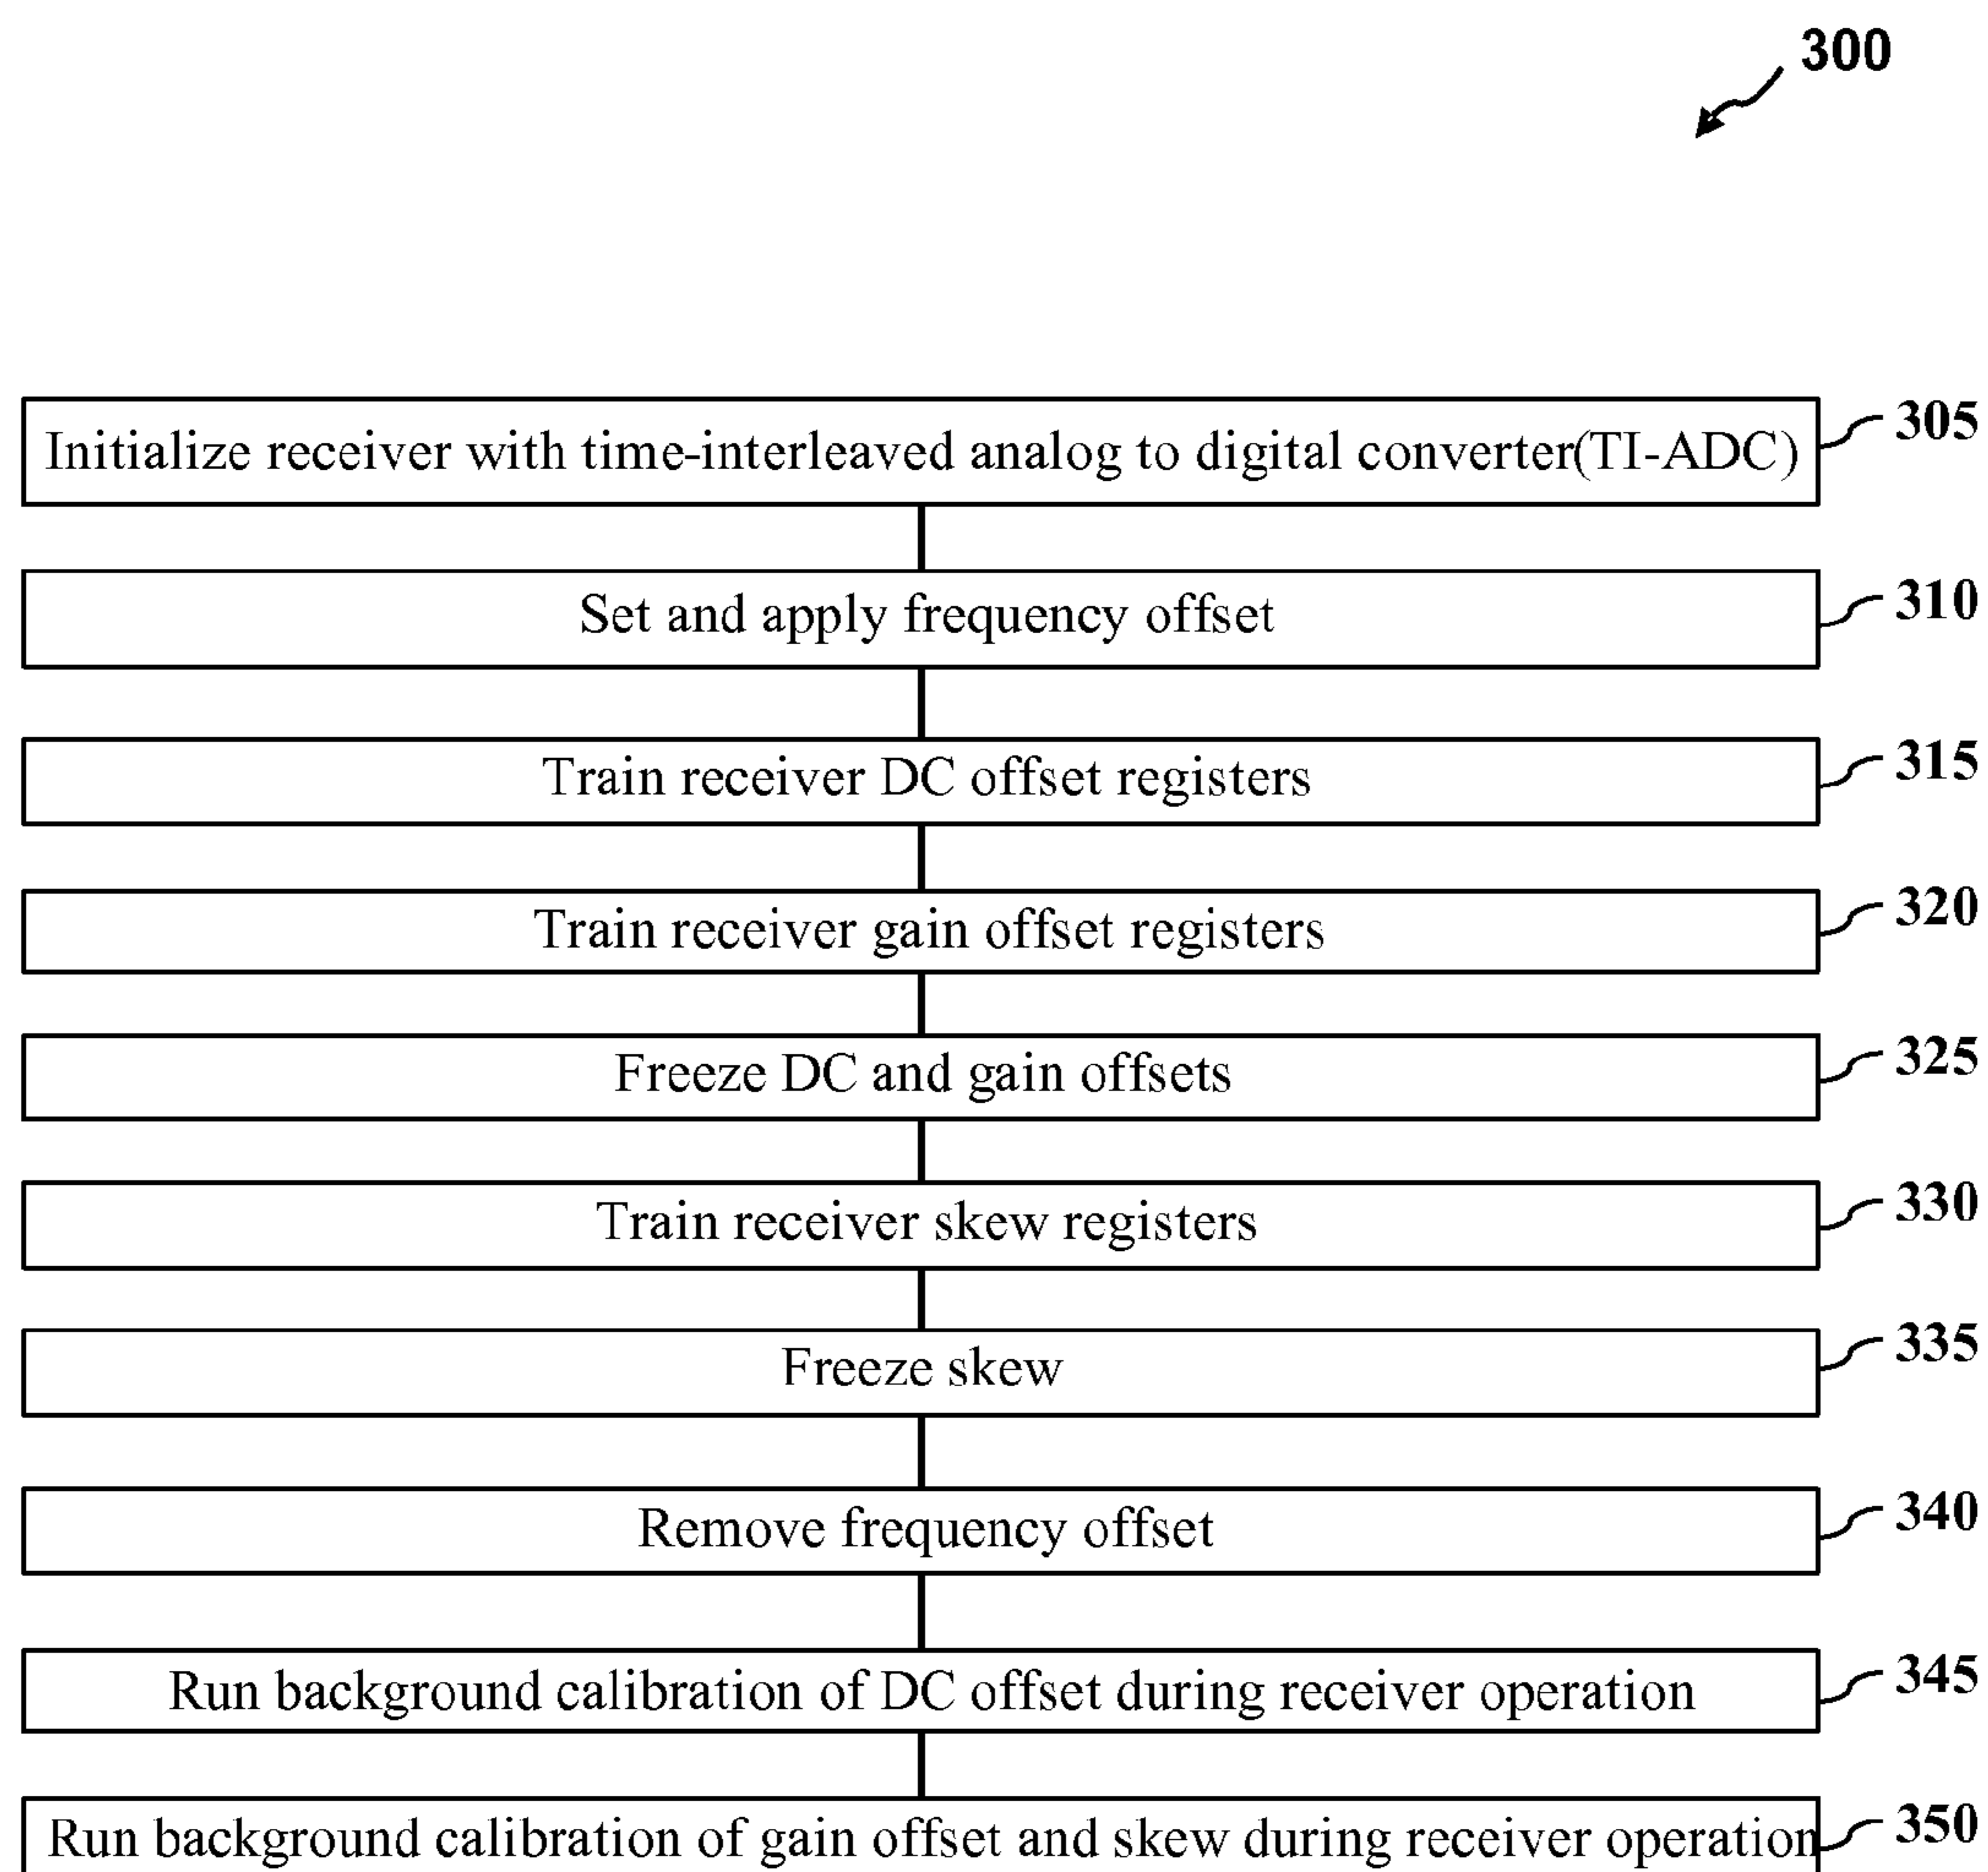 300
Initialize receiver with time-interleaved analog to digital converter(TI-ADC)
305
Set and apply frequency offset
310
Train receiver DC offset registers
315
Train receiver gain offset registers
320
Freeze DC and gain offsets
325
Train receiver skew registers
330
Freeze skew
335
Remove frequency offset
340
Run background calibration of DC offset during receiver operation
345
Run background calibration of gain offset and skew during receiver operation
350